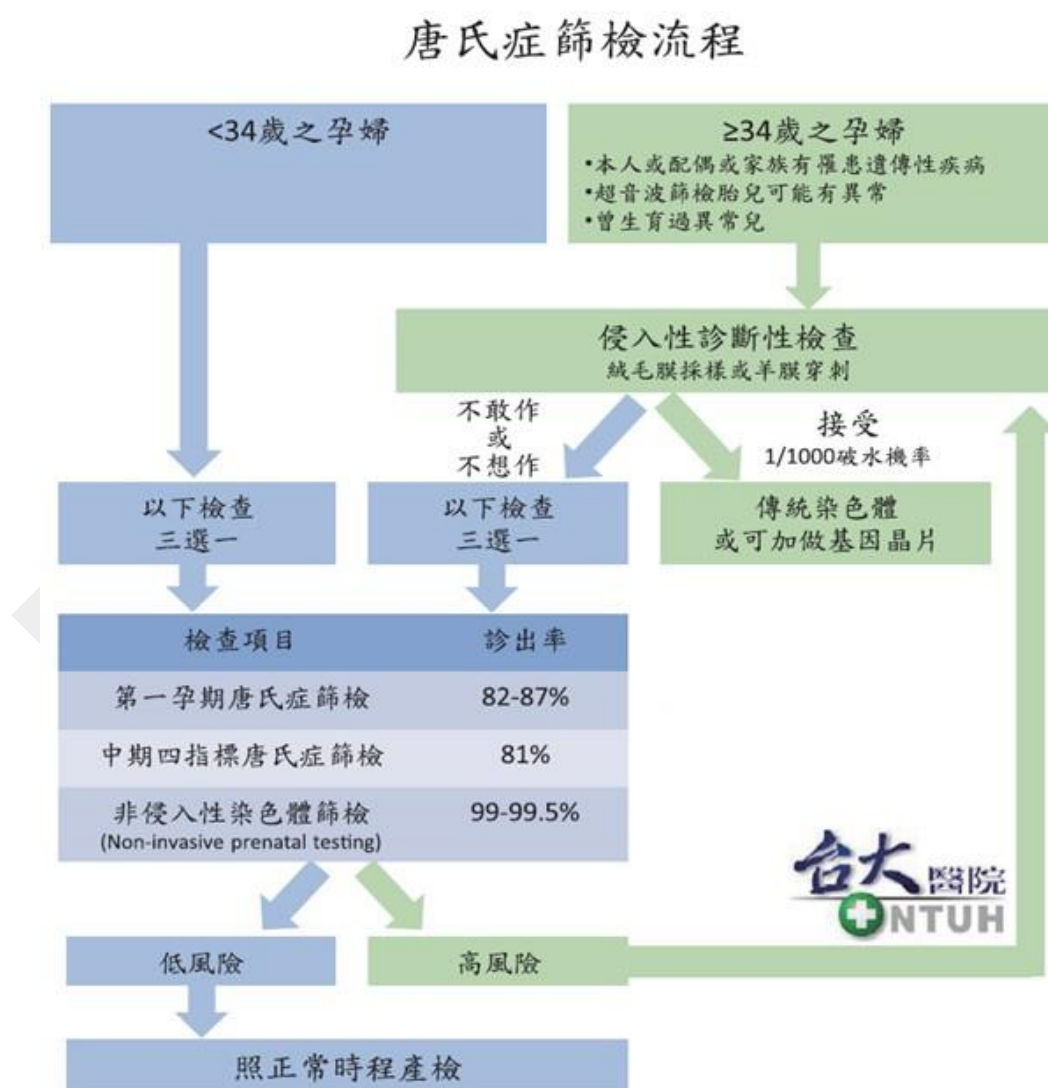 唐氏症篩檢流程
<34歲之孕婦
≥34歲之孕婦
•本人或配偶或家族有罹患遺傳性疾病
•超音波篩檢胎兒可能有異常
•曾生育過異常兒
侵入性診斷性檢查
絨毛膜採樣或羊膜穿刺
不敢作
或
不想作
接受
1/1000破水機率
以下檢查
三選一
以下檢查
三選一
傳統染色體
或可加做基因晶片
檢查項目 診出率
第一孕期唐氏症篩檢 82-87%
中期四指標唐氏症篩檢 81%
非侵入性染色體篩檢 99-99.5%
(Non-invasive prenatal testing)
台大醫院
NTUH
低風險
高風險
照正常時程產檢